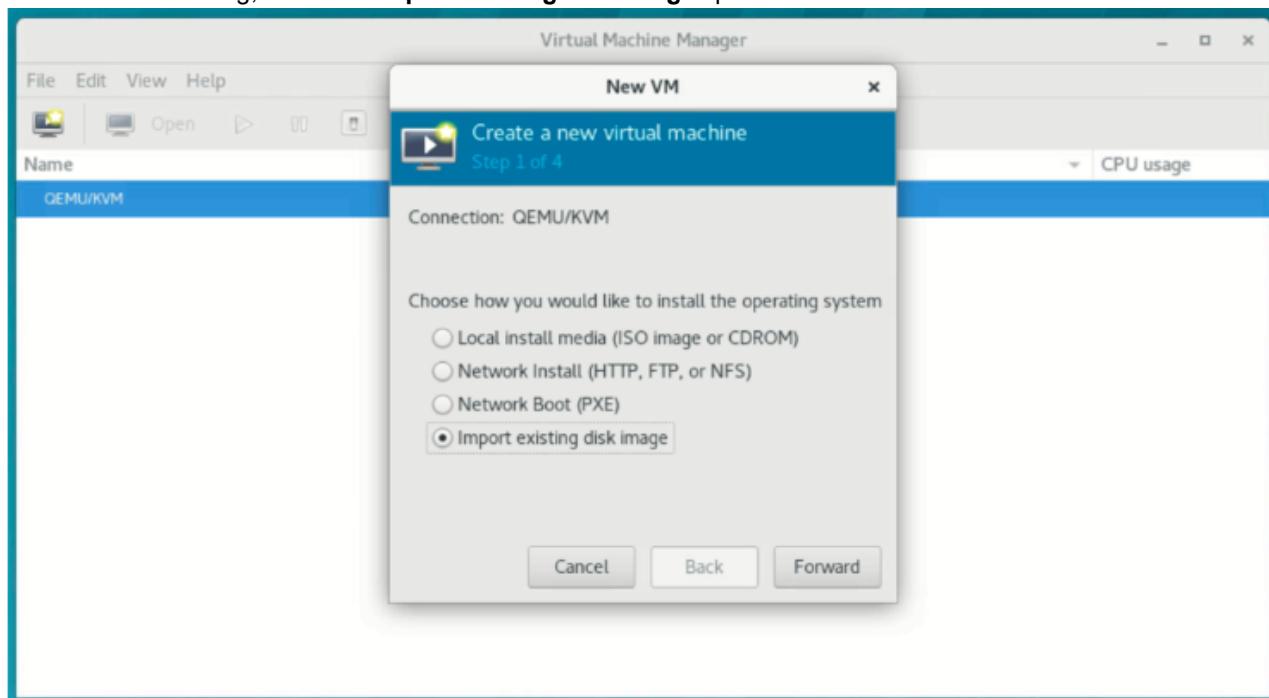 Virtual Machine Manager
File Edit View Help
New VM
Open
Create a new virtual machine
Step 1 of 4
Name
CPU usage
QEMU/KVM
Connection: QEMU/KVM
Choose how you would like to install the operating system
Local install media (ISO image or CDROM)
Network Install (HTTP, FTP, or NFS)
Network Boot (PXE)
Import existing disk image
Cancel Back Forward